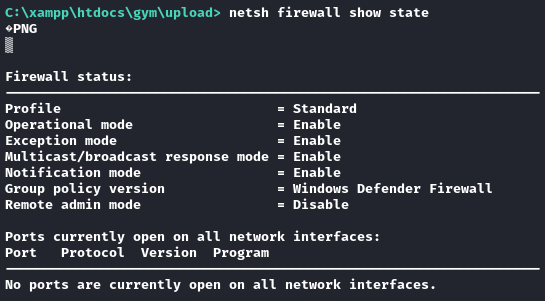 C:\xampp\htdocs\gym\upload> netsh firewall show state
�PNG
▒
Firewall status:
-------------------------------------------------------------------
Profile                           = Standard
Operational mode                  = Enable
Exception mode                    = Enable
Multicast/broadcast response mode = Enable
Notification mode                 = Enable
Group policy version              = Windows Defender Firewall
Remote admin mode                 = Disable
Ports currently open on all network interfaces:
Port   Protocol  Version  Program
-------------------------------------------------------------------
No ports are currently open on all network interfaces.